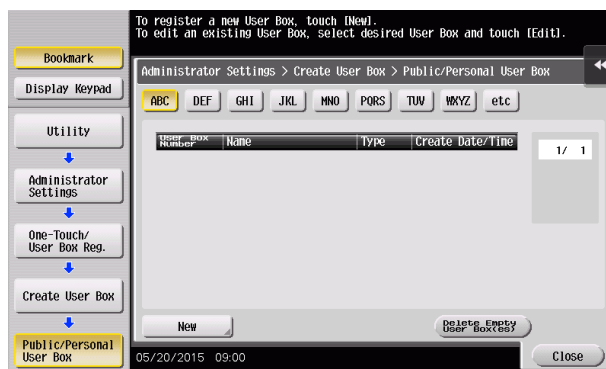 To register a new User Box, touch [New].
To edit an existing User Box, select desired User Box and touch [Edit].
Bookmark
Display Keypad
Utility
Administrator
Settings
One-Touch/
User Box Reg.
Create User Box
Public/Personal
User Box
Administrator Settings > Create User Box > Public/Personal User Box
ABC DEF GHI JKL MNO PQRS TUV WXYZ etc
User Box
Number Name Type Create Date/Time
1/ 1
New
Delete Empty
User Box(es)
05/20/2015 09:00
Close